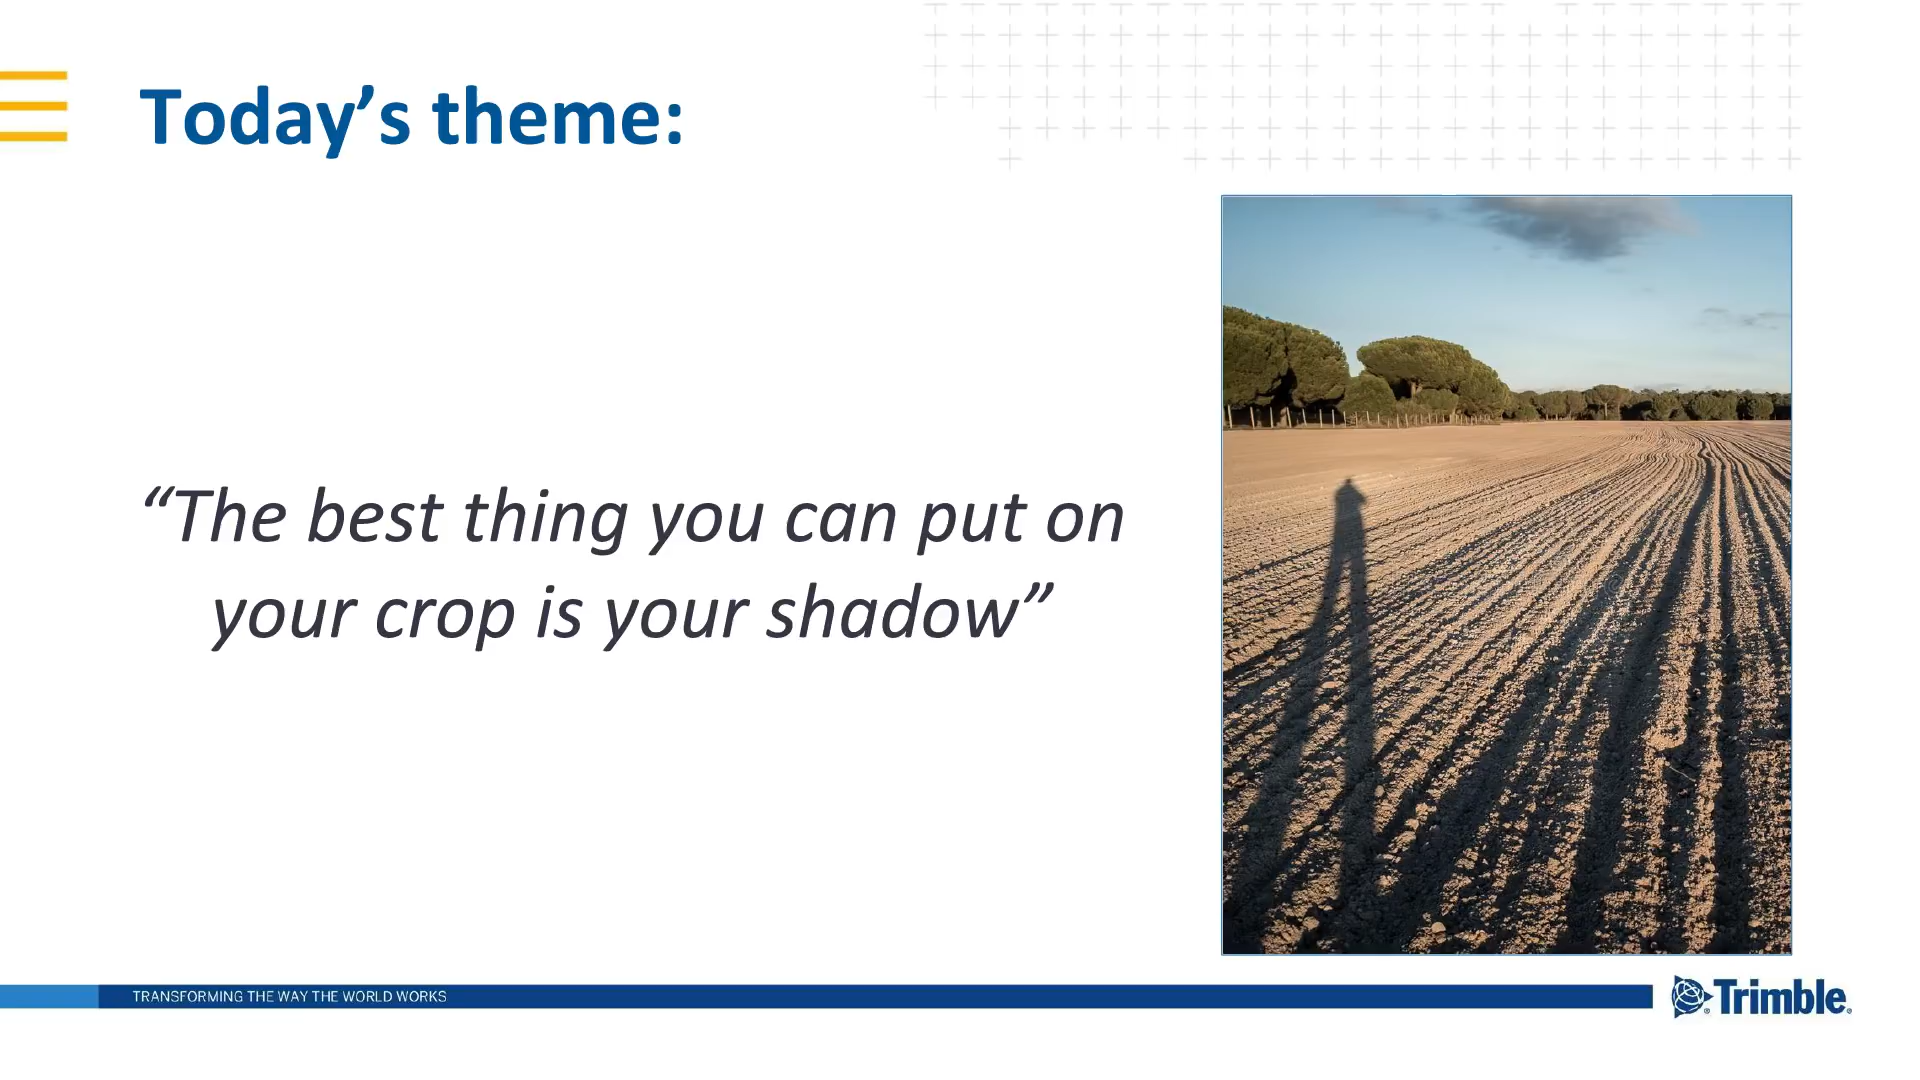 Today’s theme:
“The best thing you can put on
your crop is your shadow”
TRANSFORMING THE WAY THE WORLD WORKS
Trimble®